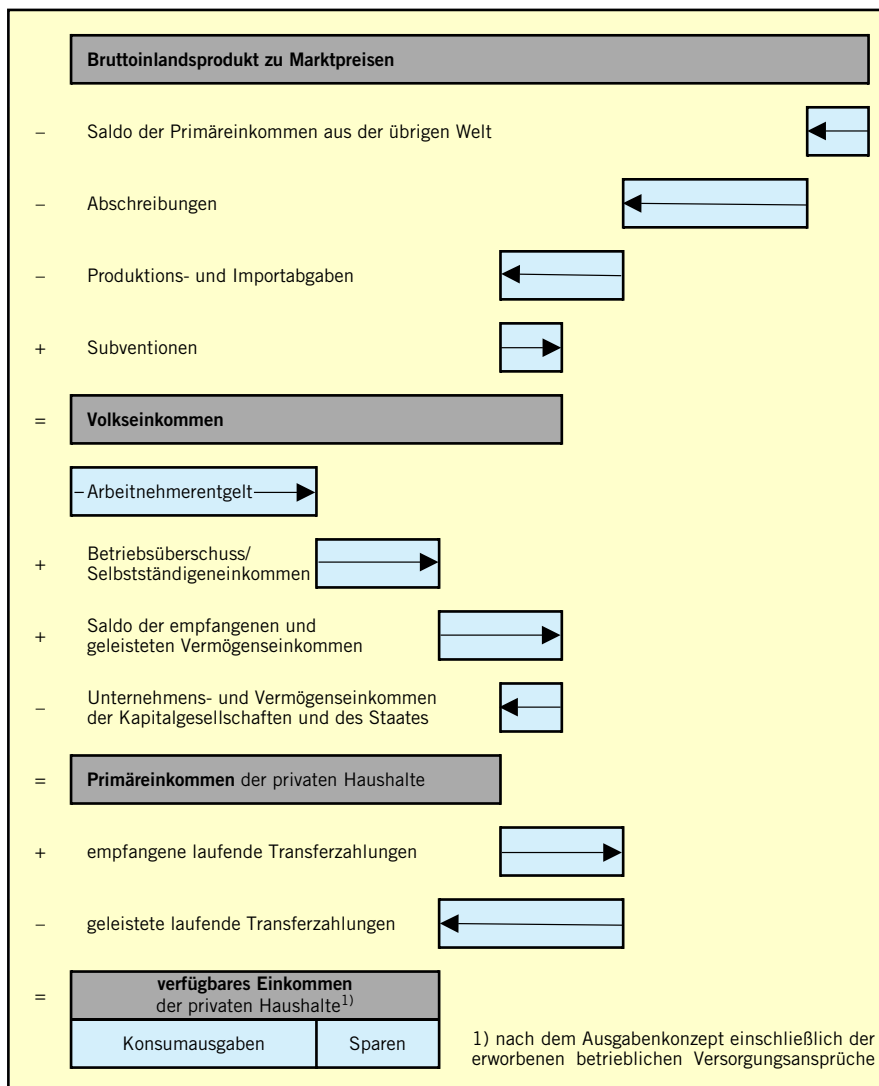 Bruttoinlandsprodukt zu Marktpreisen
– Saldo der Primäreinkommen aus der übrigen Welt
– Abschreibungen
– Produktions- und Importabgaben
+ Subventionen
= Volkseinkommen
Arbeitnehmerentgelt
+ Betriebsüberschuss/
Selbstständigeneinkommen
+ Saldo der empfangenen und
geleisteten Vermögenseinkommen
– Unternehmens- und Vermögenseinkommen
der Kapitalgesellschaften und des Staates
= Primäreinkommen der privaten Haushalte
+ empfangene laufende Transferzahlungen
– geleistete laufende Transferzahlungen
= verfügbares Einkommen
der privaten Haushalte1)
Konsumausgaben Sparen
1) nach dem Ausgabenkonzept einschließlich der
erworbenen betrieblichen Versorgungsansprüche